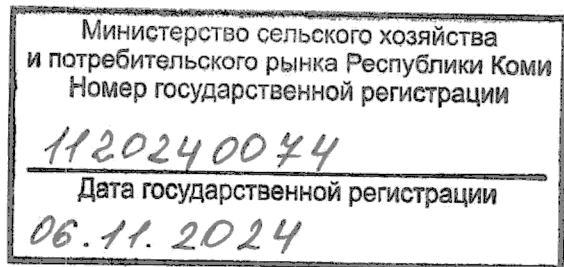 Министерство сельского хозяйства
и потребительского рынка Республики Коми
Номер государственной регистрации
1120240074
Дата государственной регистрации
06.11.2024